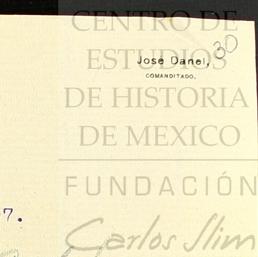 CENTRO DE
ESTUDIOS
30
Jose Danel,
COMANDITADO,
DE HISTORIA
DE MEXICO
FUNDACIÓN
7.
Carlos Slim